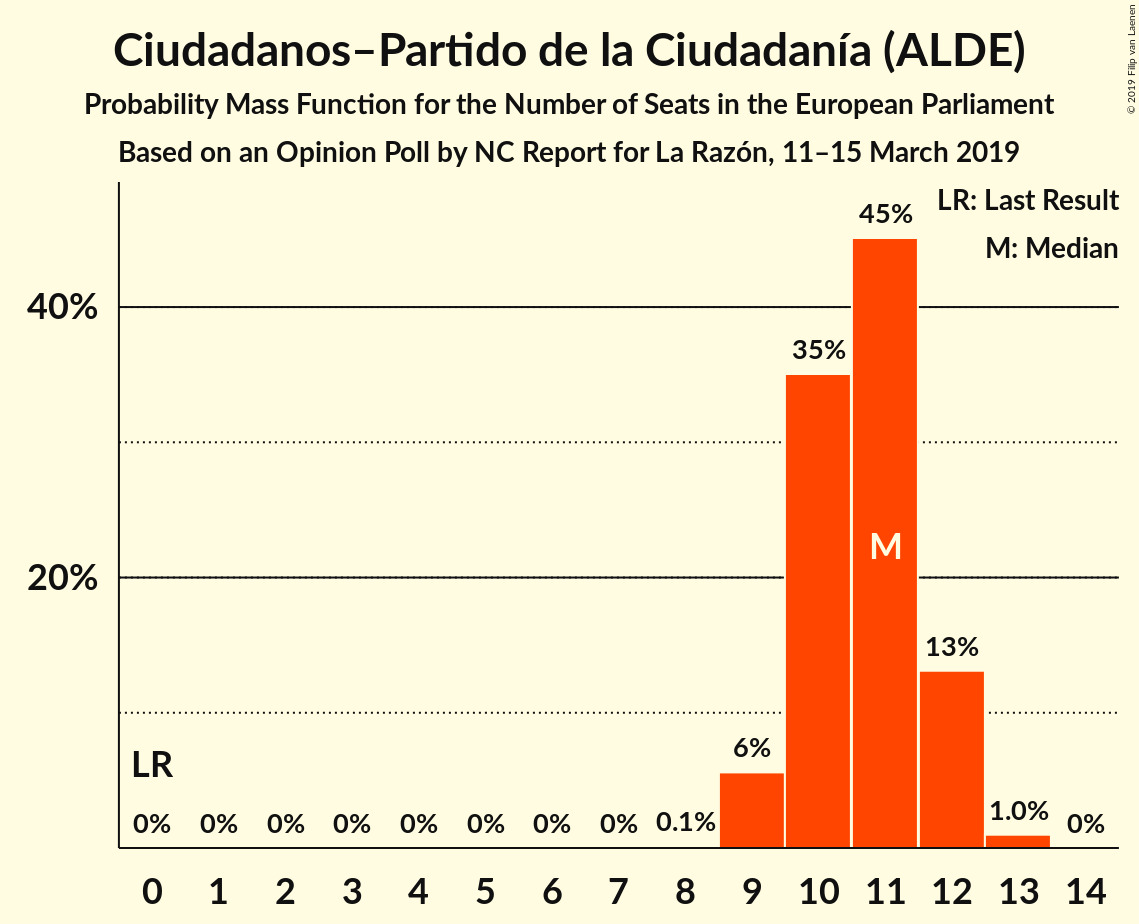 Ciudadanos–Partido de la Ciudadanía (ALDE)
Probability Mass Function for the Number of Seats in the European Parliament
Based on an Opinion Poll by NC Report for La Razón, 11–15 March 2019
© 2019 Filip van Laenen
LR: Last Result
M: Median
45%
40%
35%
M
20%
13%
6%
LR
0% 0% 0% 0% 0% 0% 0% 0% 0.1% 1.0% 0%
0 1 2 3 4 5 6 7 8 9 10 11 12 13 14